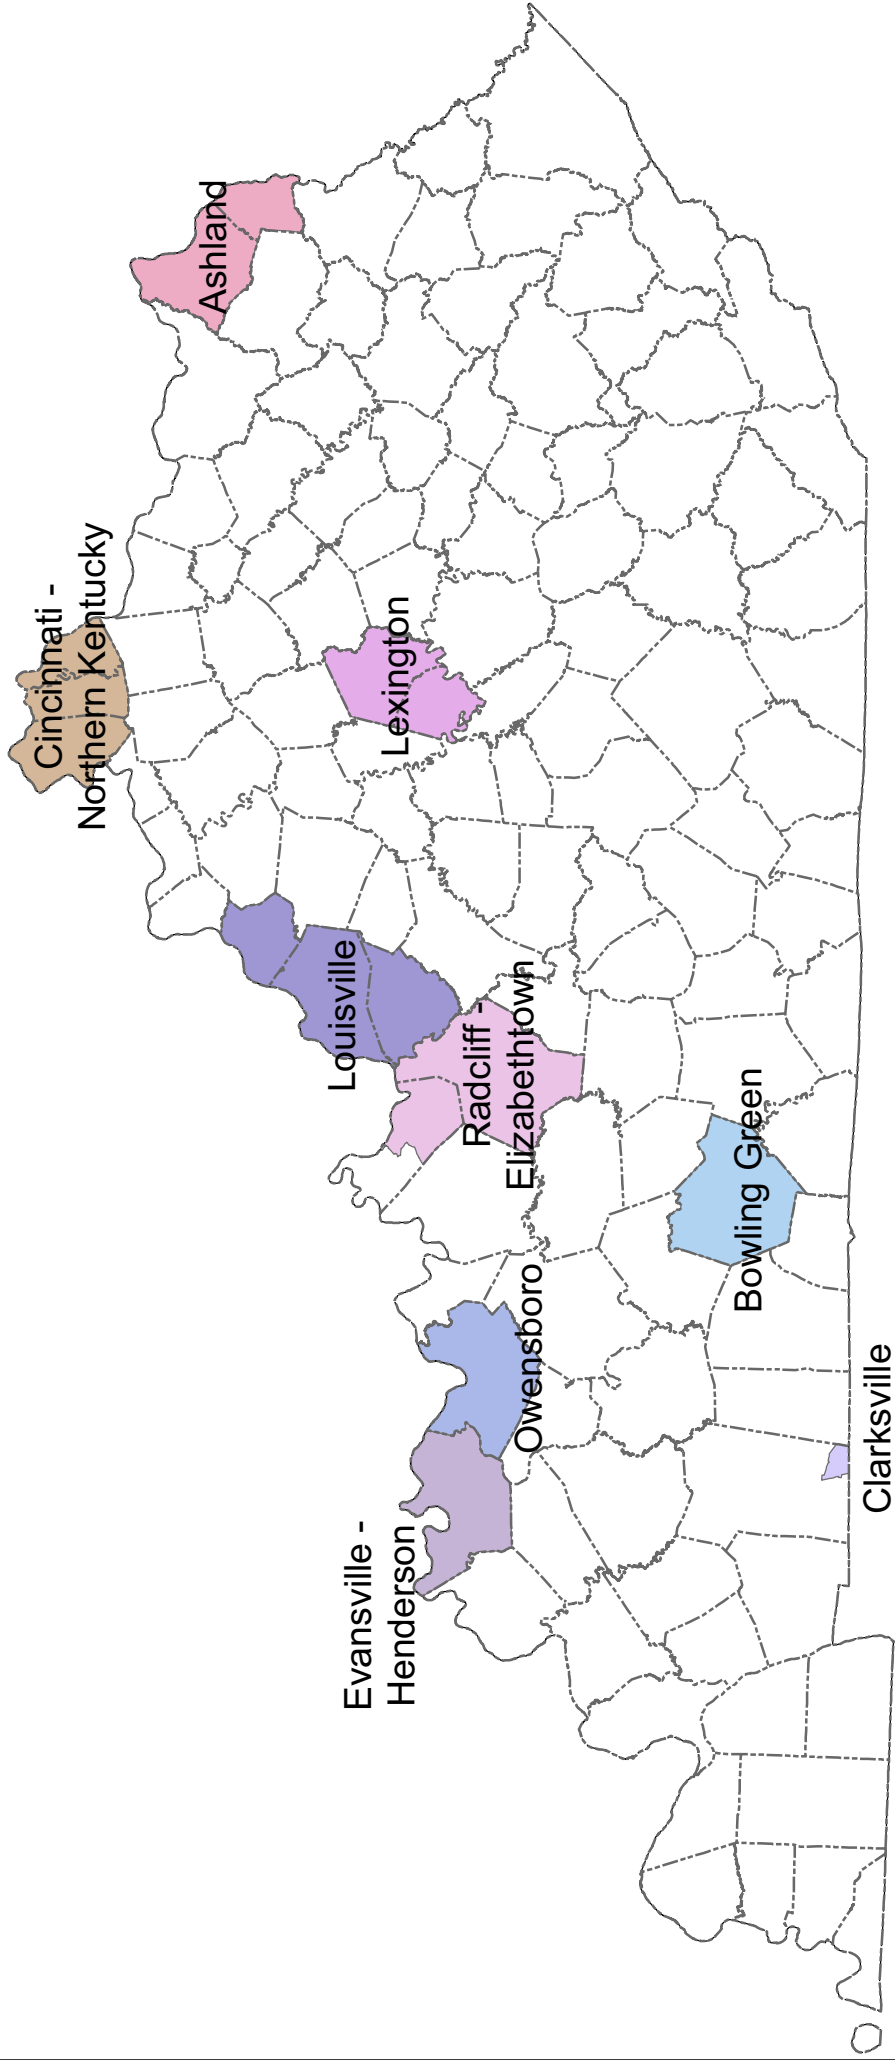 Cincinnati -
Northern Kentucky
Ashland
Louisville
Lexington
Evansville -
Henderson
Owensboro
Radcliff -
Elizabethtown
Bowling Green
Clarksville